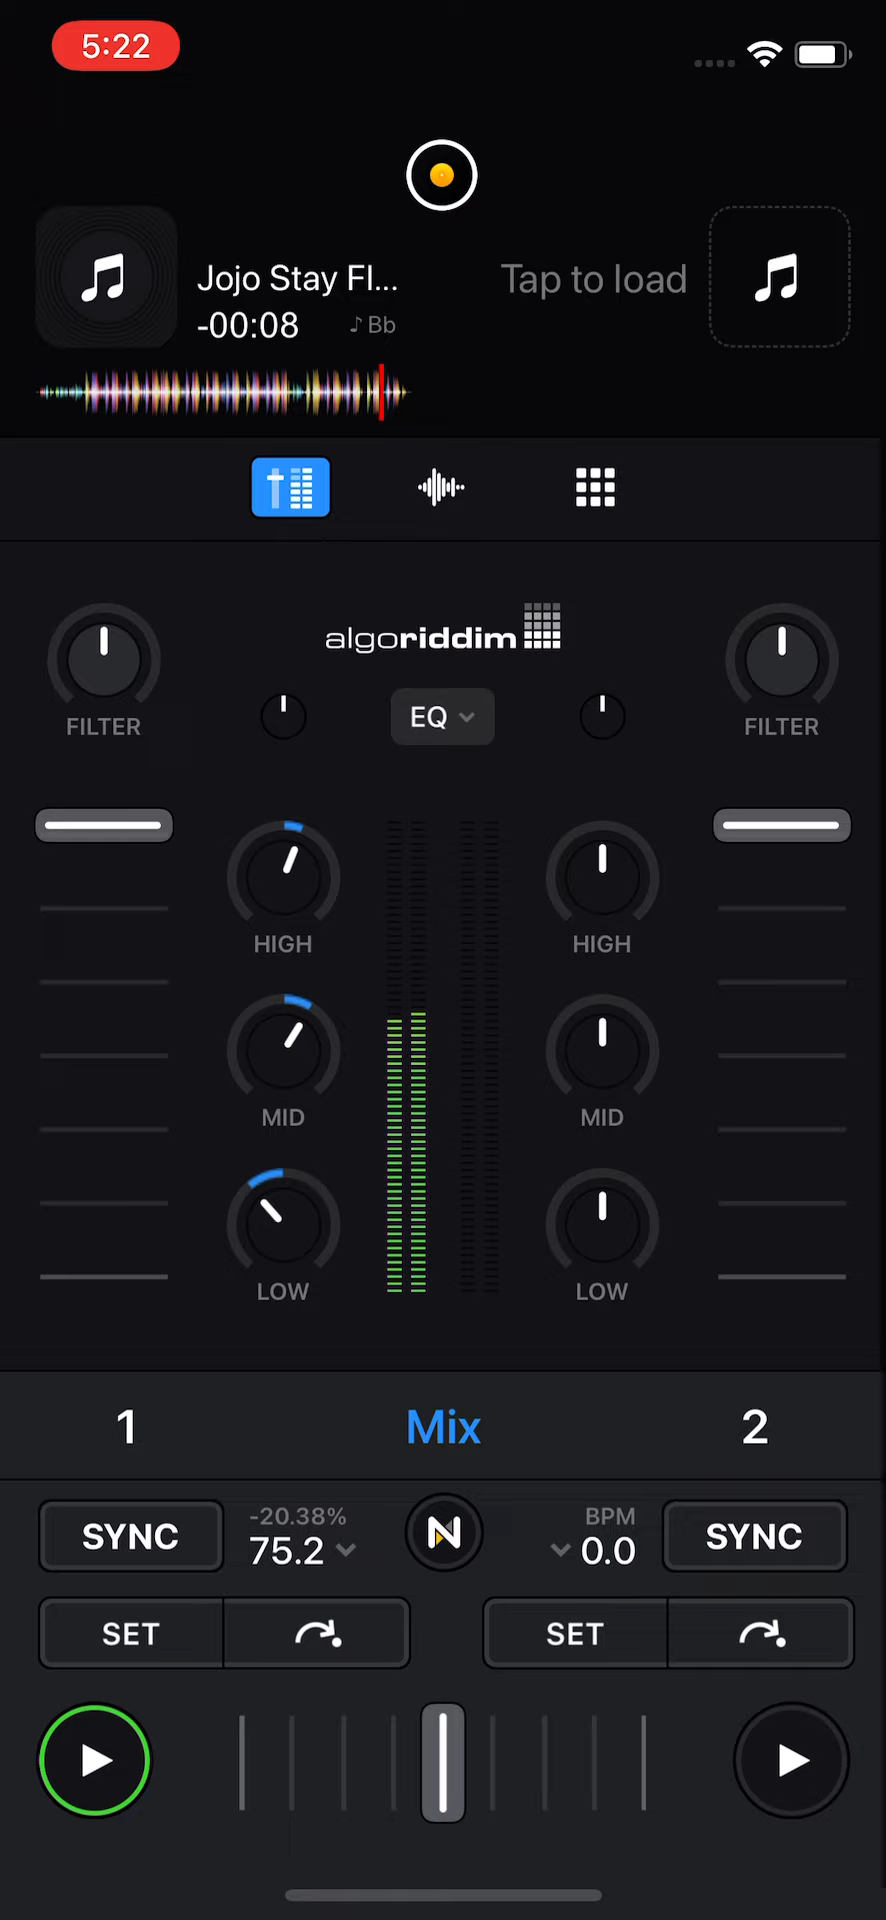 5:22
Jojo Stay Fl...
-00:08
♪ Bb
Tap to load
algoriddim
FILTER
EQ
FILTER
HIGH
HIGH
MID
MID
LOW
LOW
1
Mix
2
SYNC
-20.38%
75.2
BPM
0.0
SYNC
SET
SET